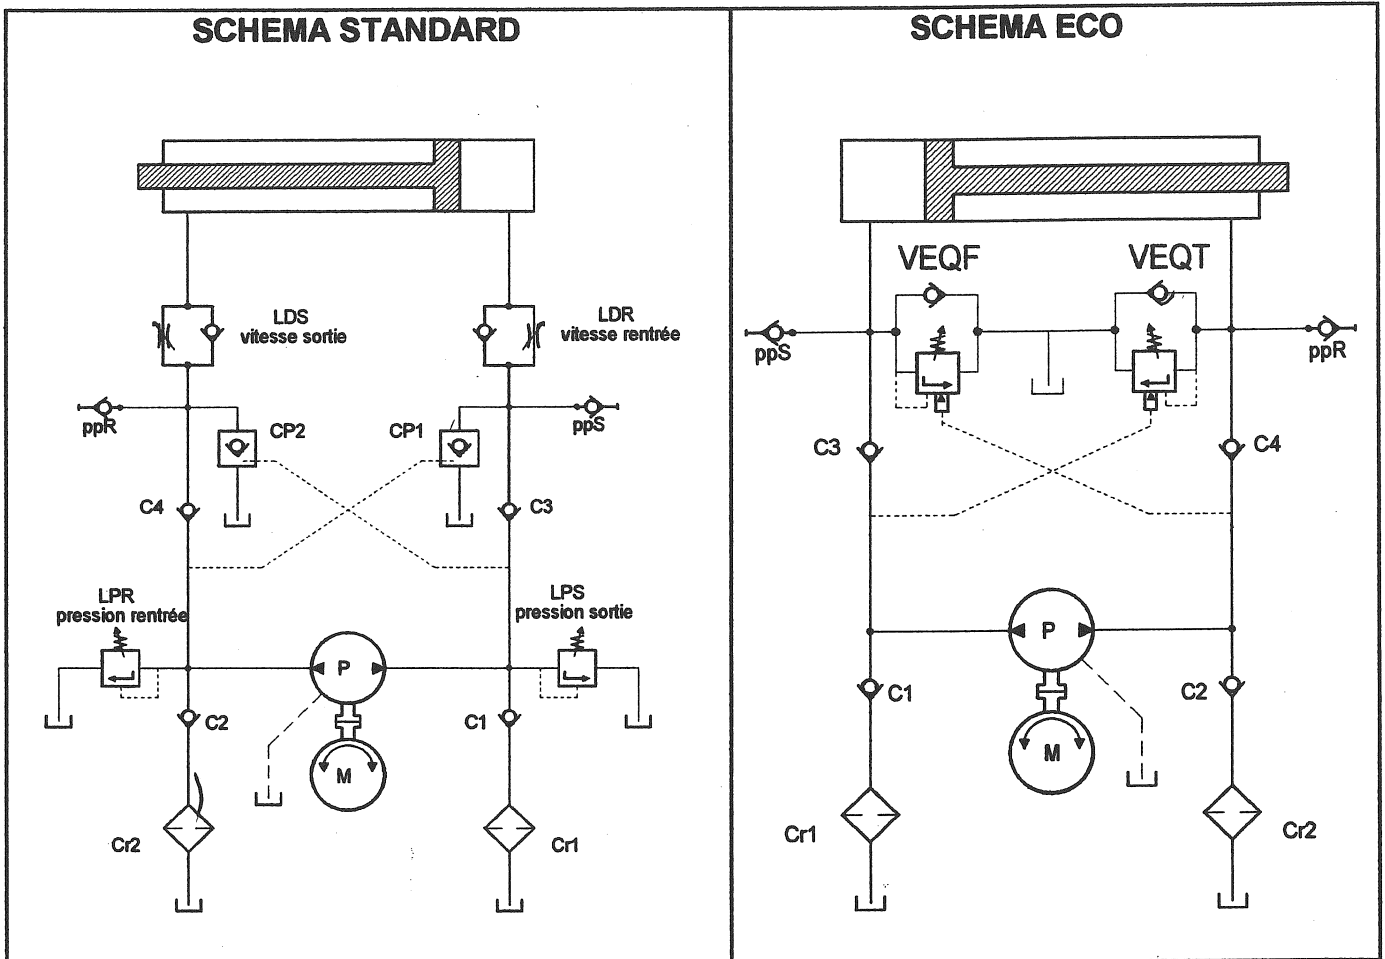 SCHEMA STANDARD
LDS
vitesse sortie
LDR
vitesse rentrée
ppR
CP2
CP1
ppS
C4
C3
LPR
pression rentrée
LPS
pression sortie
P
C2
C1
M
Cr2
Cr1
SCHEMA ECO
VEQF
VEQT
ppS
ppR
C3
C4
P
C1
C2
M
Cr1
Cr2